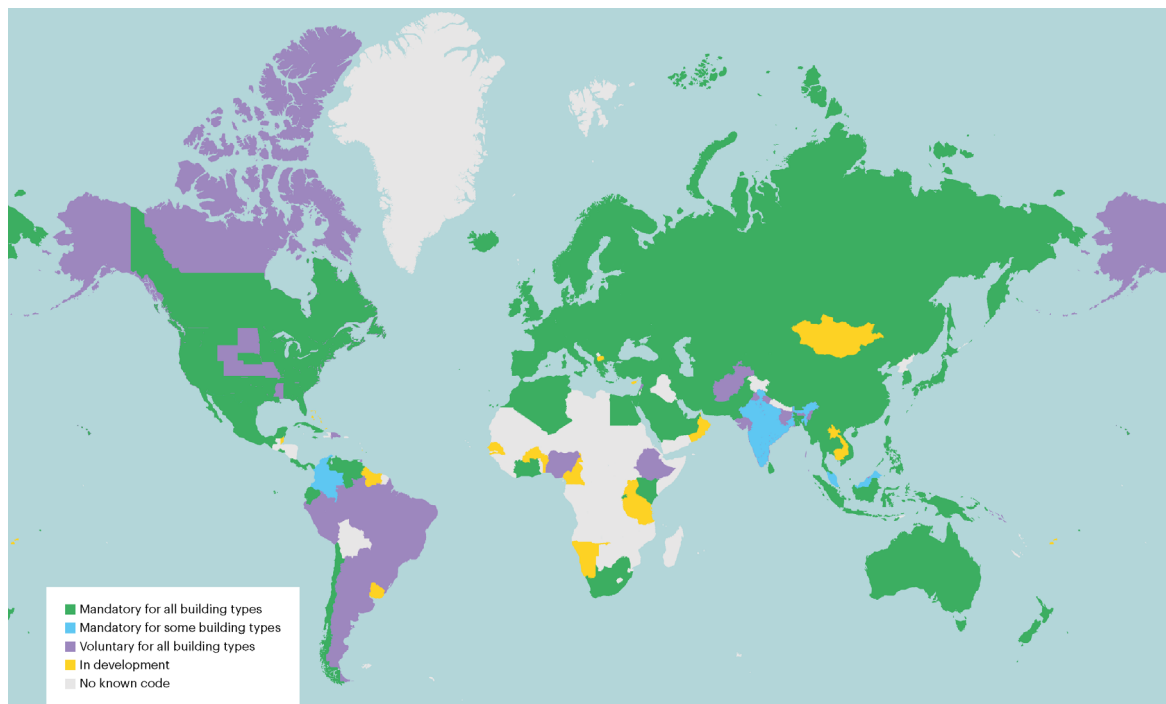 Mandatory for all building types
Mandatory for some building types
Voluntary for all building types
In development
No known code